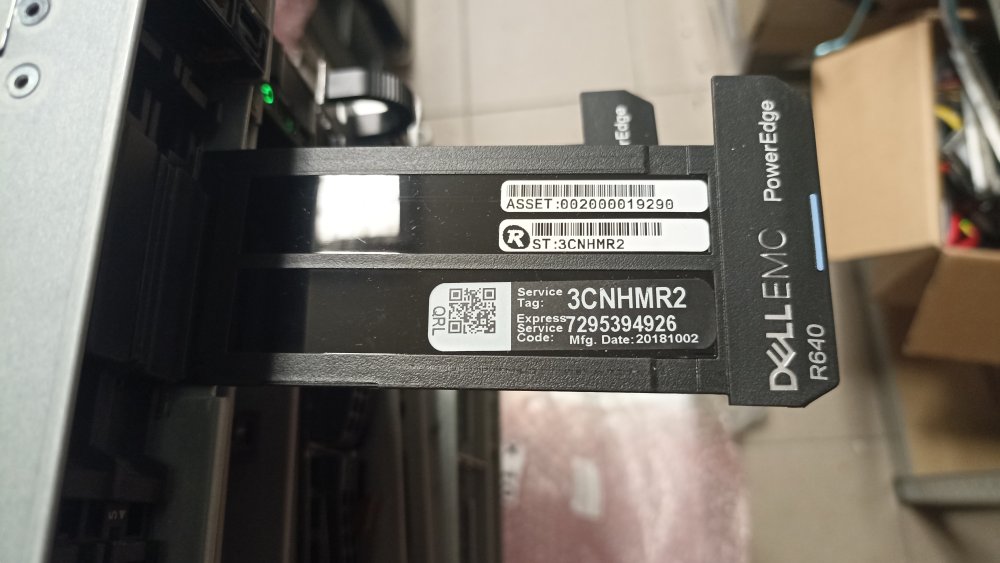 ASSET:002000019290
R
ST:3CNHMR2
QRL
Service
Tag: 3CNHMR2
Express
Service 7295394926
Code: Mfg. Date: 20181002
DELL EMC PowerEdge
R640
rEdge